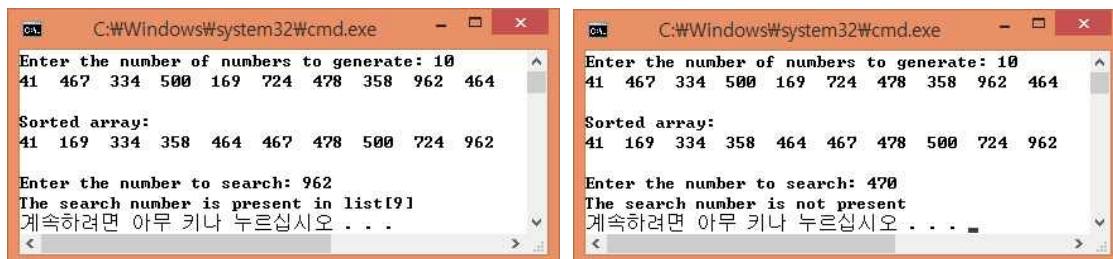 C:₩Windows₩system32₩cmd.exe
Enter the number of numbers to generate: 10
41 467 334 500 169 724 478 358 962 464
Sorted array:
41 169 334 358 464 467 478 500 724 962
Enter the number to search: 962
The search number is present in list[9]
계속하려면 아무 키나 누르십시오 . . .
C:₩Windows₩system32₩cmd.exe
Enter the number of numbers to generate: 10
41 467 334 500 169 724 478 358 962 464
Sorted array:
41 169 334 358 464 467 478 500 724 962
Enter the number to search: 470
The search number is not present
계속하려면 아무 키나 누르십시오 . . .